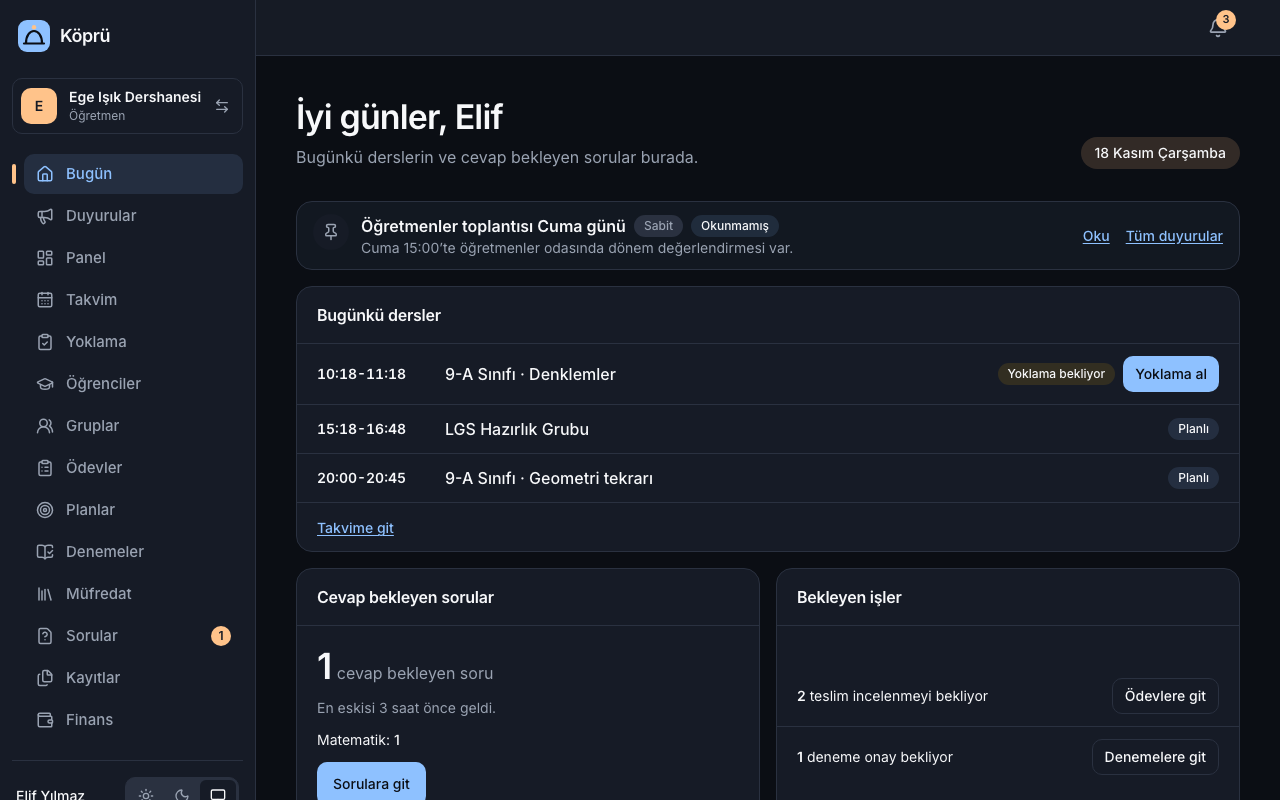 Köprü
3
E
Ege Işık Dershanesi
Öğretmen
Bugün
Duyurular
Panel
Takvim
Yoklama
Öğrenciler
Gruplar
Ödevler
Planlar
Denemeler
Müfredat
Sorular
1
Kayıtlar
Finans
Elif Yılmaz
İyi günler, Elif
Bugünkü derslerin ve cevap bekleyen sorular burada.
18 Kasım Çarşamba
Öğretmenler toplantısı Cuma günü Sabit Okunmamış
Cuma 15:00’te öğretmenler odasında dönem değerlendirmesi var.
Oku Tüm duyurular
Bugünkü dersler
10:18-11:18 9-A Sınıfı · Denklemler Yoklama bekliyor Yoklama al
15:18-16:48 LGS Hazırlık Grubu Planlı
20:00-20:45 9-A Sınıfı · Geometri tekrarı Planlı
Takvime git
Cevap bekleyen sorular
1 cevap bekleyen soru
En eskisi 3 saat önce geldi.
Matematik: 1
Sorulara git
Bekleyen işler
2 teslim incelenmeyi bekliyor Ödevlere git
1 deneme onay bekliyor Denemelere git